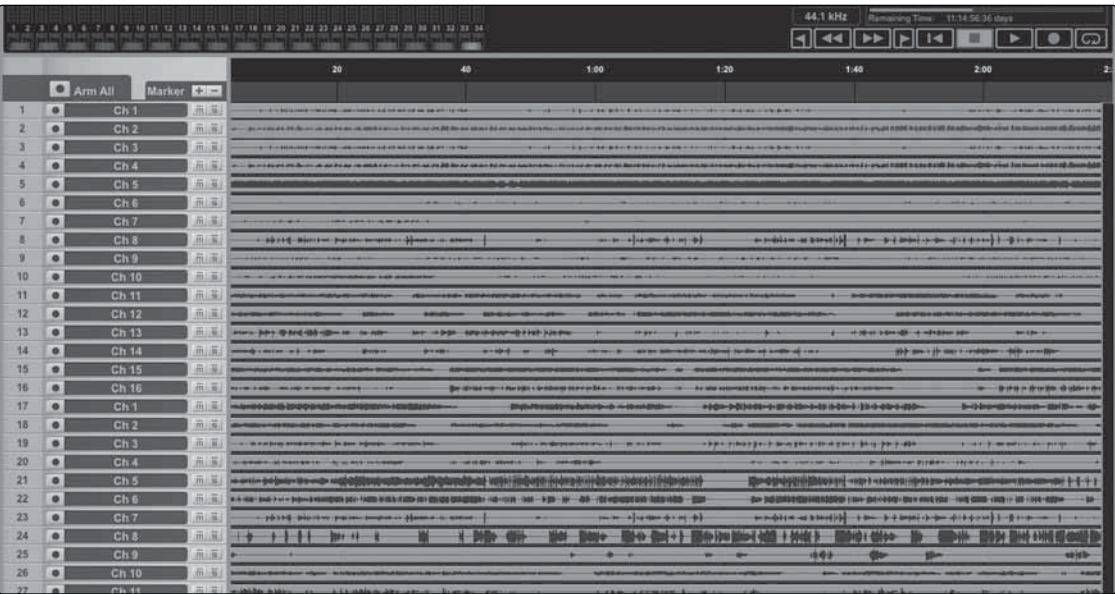 44.1 kHz Remaining Time: 11:14:56:36 days
1 2 3 4 5 6 7 8 9 10 11 12 13 14 15 16 17 18 19 20 21 22 23 24 25 26 27 28 29 30 31 32 33 34
20 40 1:00 1:20 1:40 2:00 2:
Arm All Marker + -
1 Ch 1 m s
2 Ch 2 m s
3 Ch 3 m s
4 Ch 4 m s
5 Ch 5 m s
6 Ch 6 m s
7 Ch 7 m s
8 Ch 8 m s
9 Ch 9 m s
10 Ch 10 m s
11 Ch 11 m s
12 Ch 12 m s
13 Ch 13 m s
14 Ch 14 m s
15 Ch 15 m s
16 Ch 16 m s
17 Ch 1 m s
18 Ch 2 m s
19 Ch 3 m s
20 Ch 4 m s
21 Ch 5 m s
22 Ch 6 m s
23 Ch 7 m s
24 Ch 8 m s
25 Ch 9 m s
26 Ch 10 m s
27 Ch 11